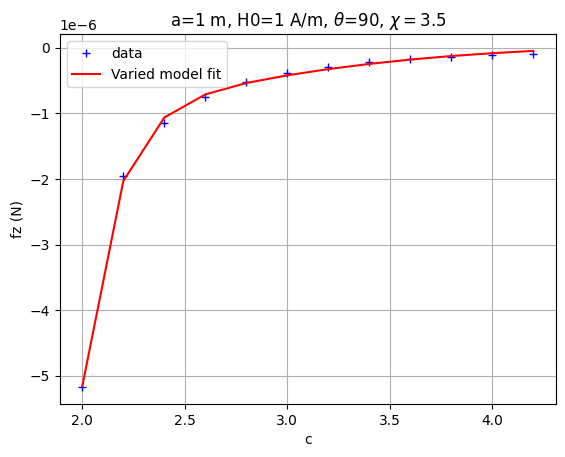 a=1 m, H0=1 A/m, θ=90, χ = 3.5
1e−6
data
Varied model fit
0
−1
−2
−3
−4
−5
fz (N)
2.0 2.5 3.0 3.5 4.0
c